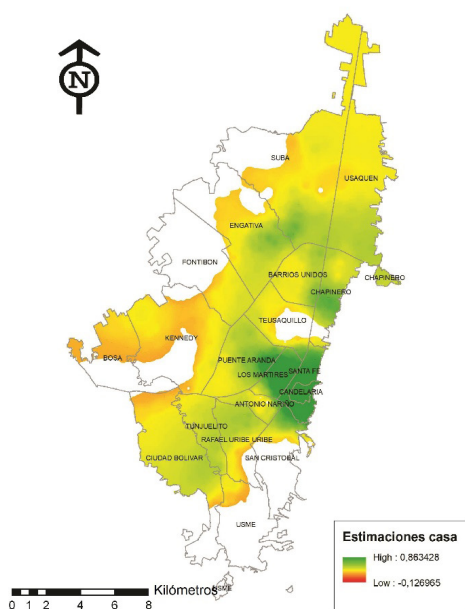 N
SUBA
USAQUEN
ENGATIVA
FONTIBON
BARRIOS UNIDOS
CHAPINERO
CHAPINERO
TEUSAQUILLO
KENNEDY
BOSA
PUENTE ARANDA
SANTA FE
LOS MARTIRES
CANDELARIA
ANTONIO NARIÑO
TUNJUELITO
RAFAEL URIBE URIBE
CIUDAD BOLIVAR
SAN CRISTOBAL
USME
Estimaciones casa
High : 0,863428
Low : -0,126965
USME
Kilómetros
0 1 2 4 6 8